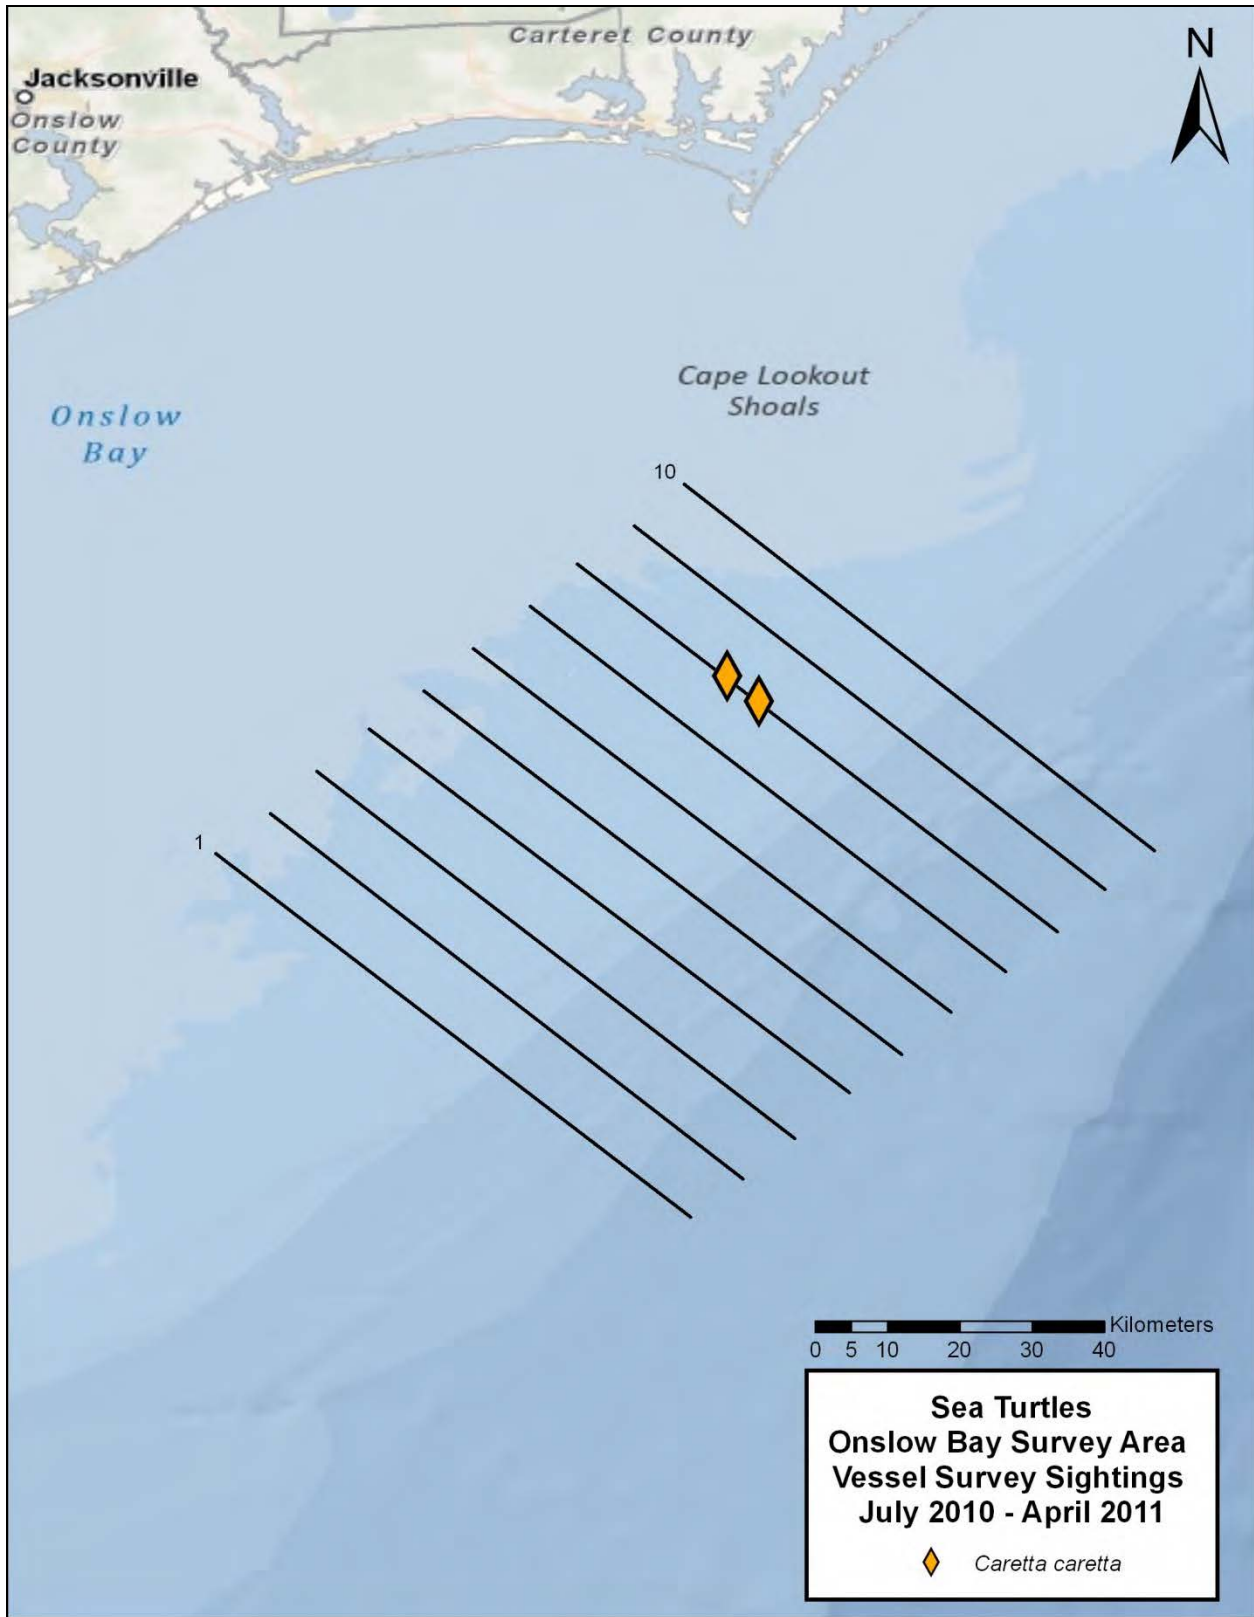 Carteret County
N
Jacksonville
Onslow
County
Cape Lookout
Shoals
Onslow
Bay
10
1
Kilometers
0 5 10 20 30 40
Sea Turtles
Onslow Bay Survey Area
Vessel Survey Sightings
July 2010 - April 2011
Caretta caretta